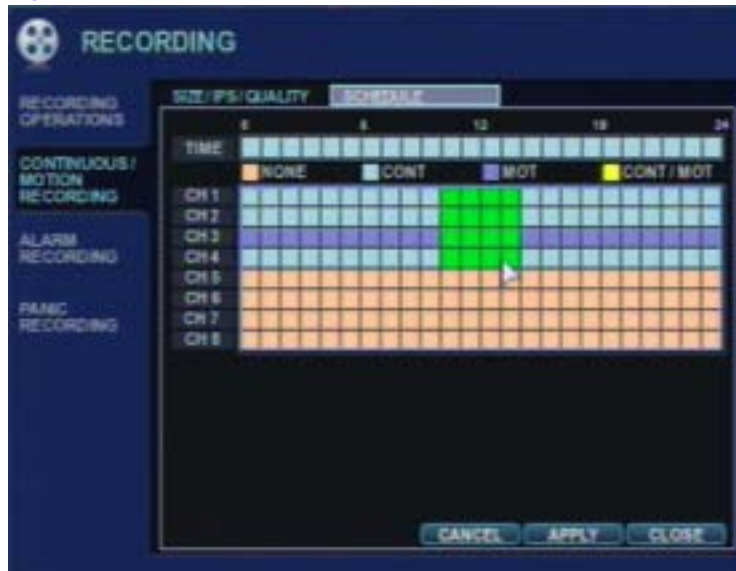 RECORDING
RECORDING
OPERATIONS
CONTINUOUS/
MOTION
RECORDING
ALARM
RECORDING
PANIC
RECORDING
SIZE/IPS/QUALITY SCHEDULE
0 6 12 18 24
TIME
NONE CONT MOT CONT/MOT
CH 1
CH 2
CH 3
CH 4
CH 5
CH 6
CH 7
CH 8
CANCEL APPLY CLOSE